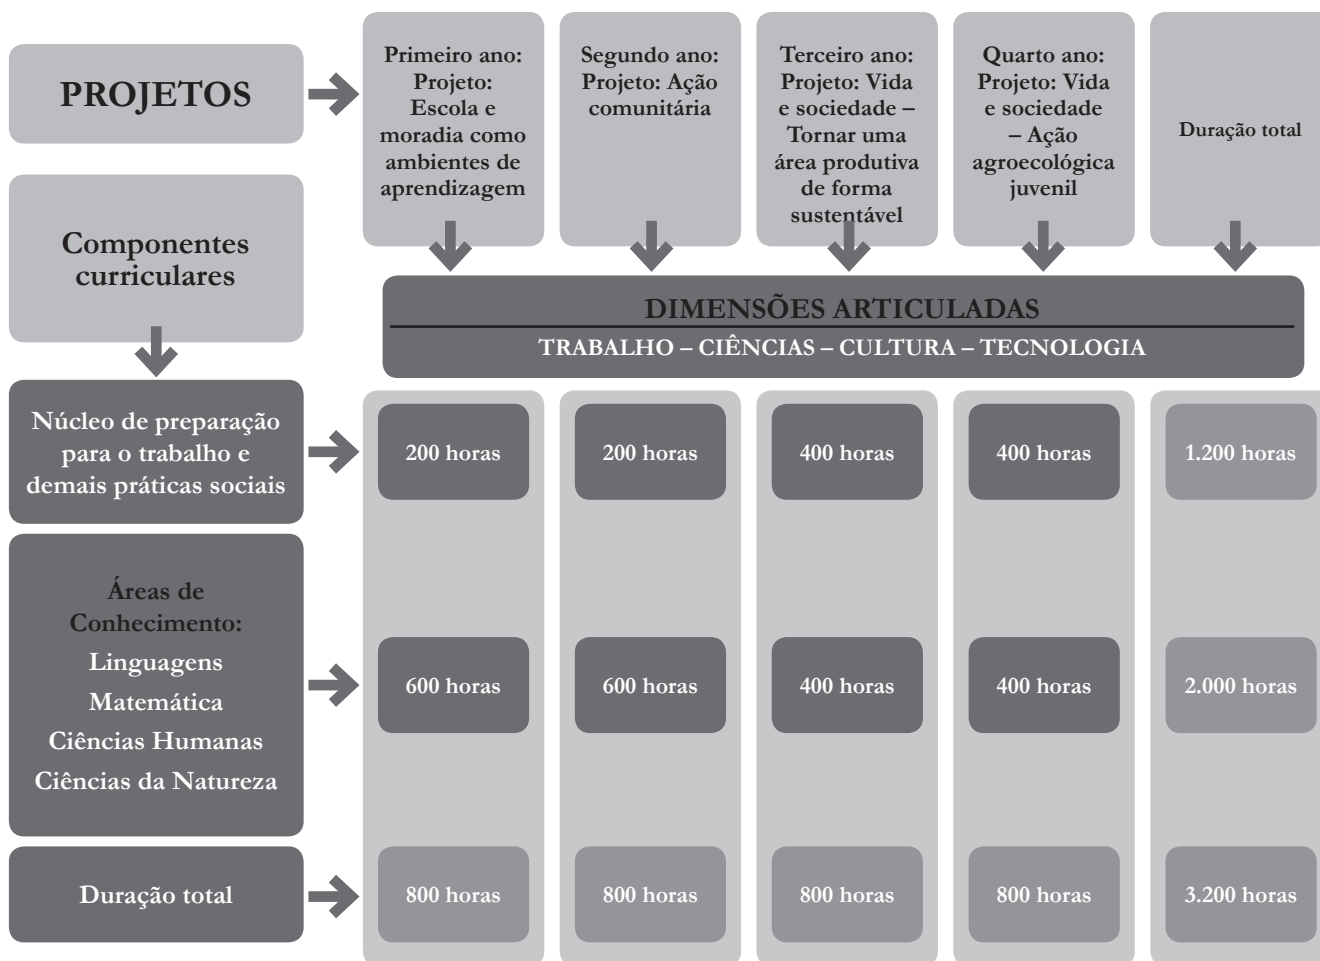 PROJETOS
Primeiro ano:
Projeto:
Escola e
moradia como
ambientes de
aprendizagem
Segundo ano:
Projeto: Ação
comunitária
Terceiro ano:
Projeto: Vida
e sociedade –
Tornar uma
área produtiva
de forma
sustentável
Quarto ano:
Projeto: Vida
e sociedade
– Ação
agroecológica
juvenil
Duração total
Componentes
curriculares
DIMENSÕES ARTICULADAS
TRABALHO – CIÊNCIAS – CULTURA – TECNOLOGIA
Núcleo de preparação
para o trabalho e
demais práticas sociais
200 horas
200 horas
400 horas
400 horas
1.200 horas
Áreas de
Conhecimento:
Linguagens
Matemática
Ciências Humanas
Ciências da Natureza
600 horas
600 horas
400 horas
400 horas
2.000 horas
Duração total
800 horas
800 horas
800 horas
800 horas
3.200 horas